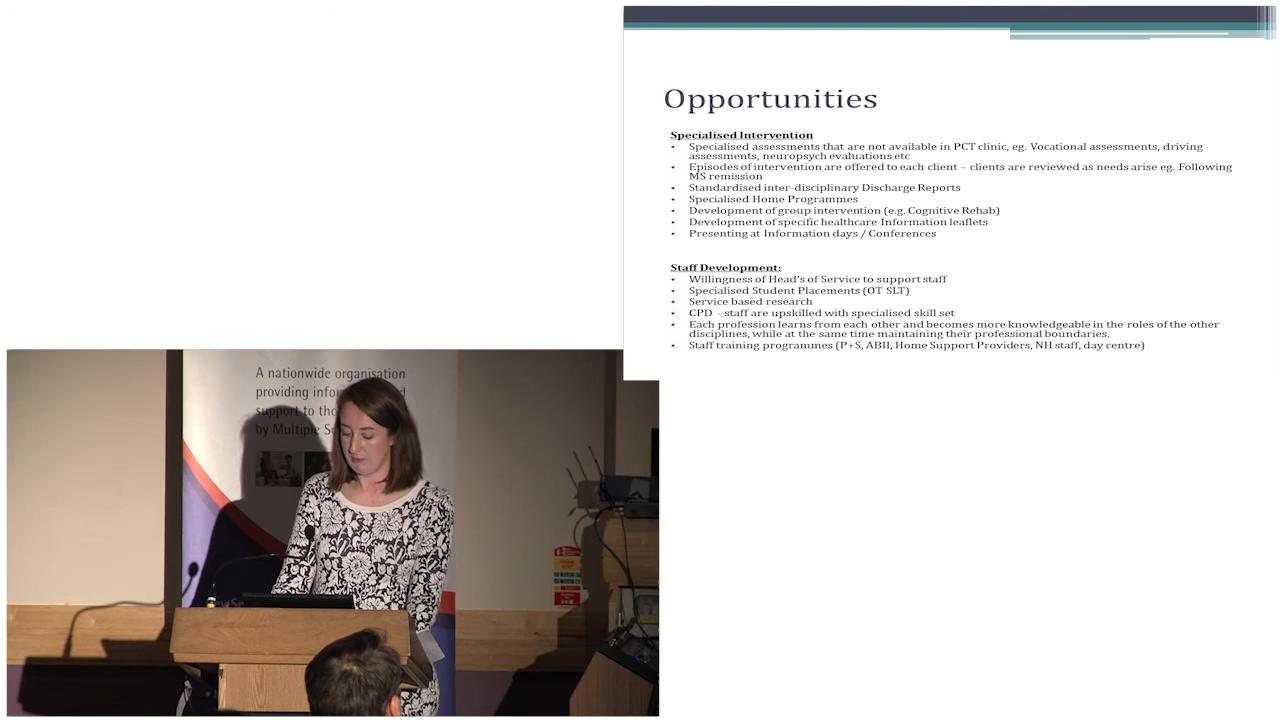 Opportunities
Specialised Intervention
• Specialised assessments that are not available in PCT clinic, eg. Vocational assessments, driving
assessments, neuropsych evaluations etc
• Episodes of intervention are offered to each client – clients are reviewed as needs arise eg. Following
MS remission
• Standardised inter-disciplinary Discharge Reports
• Specialised Home Programmes
• Development of group intervention (e.g. Cognitive Rehab)
• Development of specific healthcare Information leaflets
• Presenting at Information days / Conferences
Staff Development:
• Willingness of Head's of Service to support staff
• Specialised Student Placements (OT SLT)
• Service based research
• CPD - staff are upskilled with specialised skill set
• Each profession learns from each other and becomes more knowledgeable in the roles of the other
disciplines, while at the same time maintaining their professional boundaries.
• Staff training programmes (P+S, ABII, Home Support Providers, NH staff, day centre)
A nationwide organisation
providing
support to
by Multiple